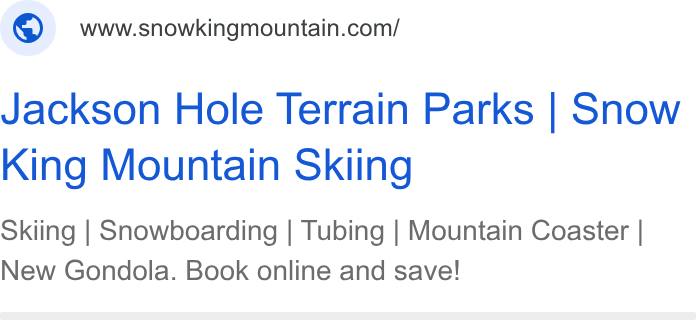 www.snowkingmountain.com/
Jackson Hole Terrain Parks | Snow
King Mountain Skiing
Skiing | Snowboarding | Tubing | Mountain Coaster |
New Gondola. Book online and save!